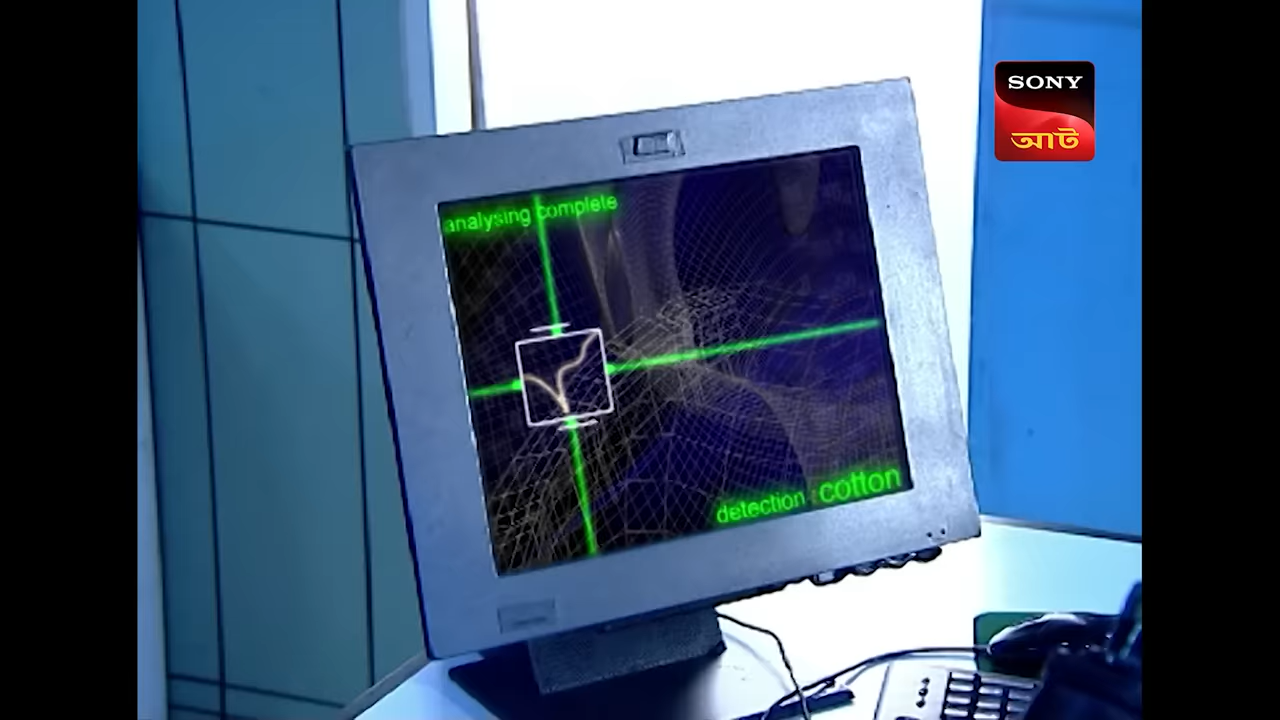 SONY
আট
analysing complete
detection : cotton